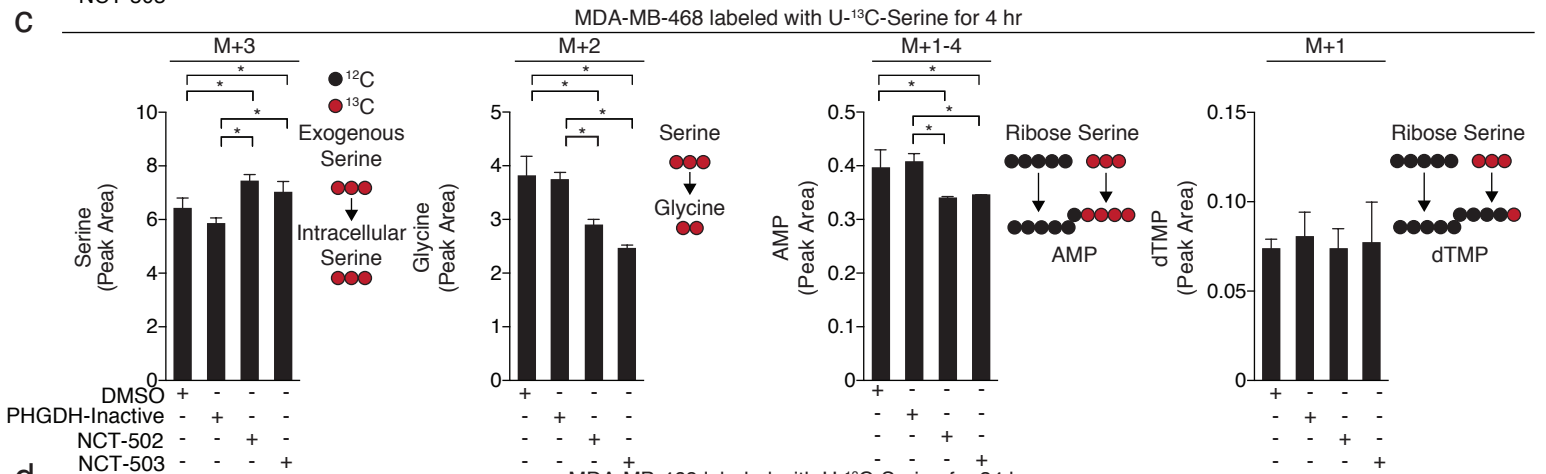 NCT-503
c
MDA-MB-468 labeled with U-¹³C-Serine for 4 hr
M+3
M+2
M+1-4
M+1
* * * *
* * * *
* * * *
10
8
6
4
2
0
Serine
(Peak Area)
¹²C
¹³C
Exogenous
Serine
Intracellular
Serine
5
4
3
2
1
0
Glycine
(Peak Area)
Serine
Glycine
0.5
0.4
0.3
0.2
0.1
0
AMP
(Peak Area)
Ribose Serine
AMP
0.15
0.10
0.05
0
dTMP
(Peak Area)
Ribose Serine
dTMP
DMSO + - - - + - - - + - - - + - - -
PHGDH-Inactive - + - - - + - - - + - - - + - -
NCT-502 - - + - - - + - - - + - - - + -
NCT-503 - - - + - - - + - - - + - - - +
d